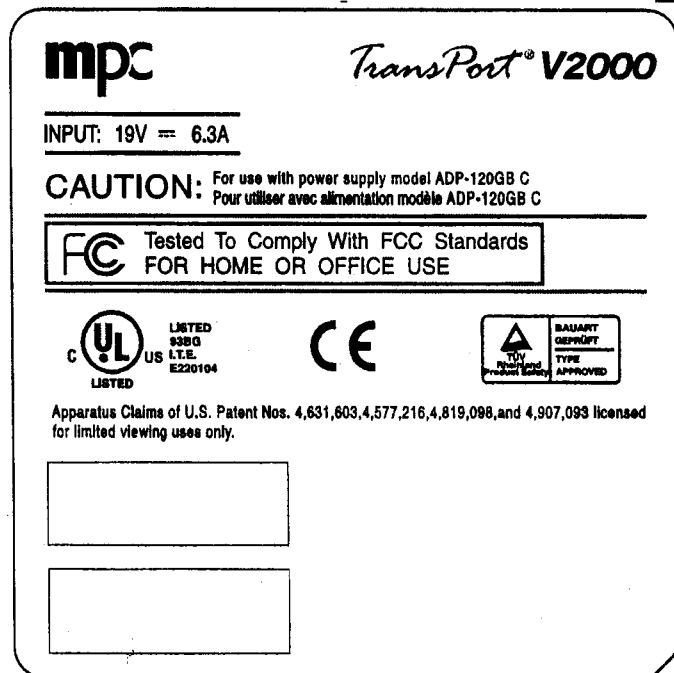 mpc
TransPort® V2000
INPUT: 19V ⎓ 6.3A
CAUTION: For use with power supply model ADP-120GB C
Pour utiliser avec alimentation modèle ADP-120GB C
FC Tested To Comply With FCC Standards
FOR HOME OR OFFICE USE
C UL US
LISTED
LISTED
93BG
I.T.E.
E220104
CE
TÜV
Rheinland
Product Safety
BAUART
GEPRÜFT
TYPE
APPROVED
Apparatus Claims of U.S. Patent Nos. 4,631,603,4,577,216,4,819,098,and 4,907,093 licensed
for limited viewing uses only.